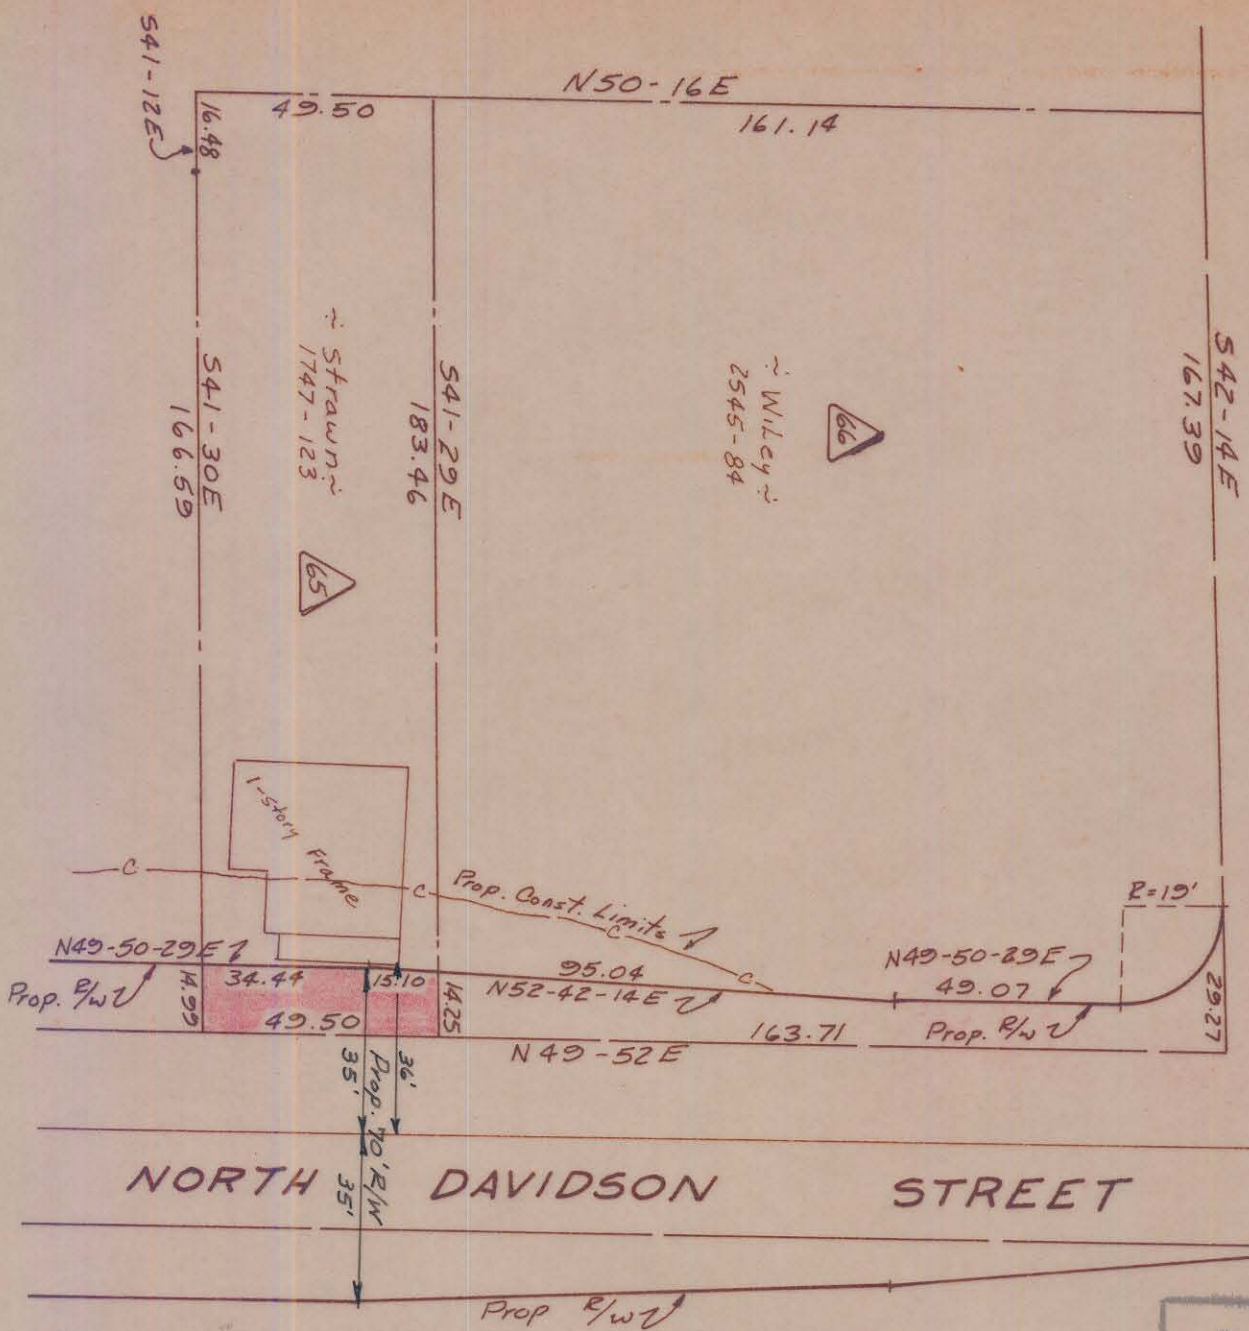 S41-12E
16.48
N50-16E
49.50
161.14
S41-30E
166.59
~ Strawn ~
1747-123
65
S41-29E
183.46
~ Wiley ~
2545-84
66
S42-14E
167.39
1-Story Frame
C
C
Prop. Const. Limits
C
C
R=19'
N49-50-29E
Prop. R/W
14.99
34.44
15.10
49.50
14.25
95.04
N52-42-14E
N49-50-29E
49.07
Prop. R/W
29.27
163.71
N49-52E
36'
35'
Prop. 70' R/W
35'
NORTH DAVIDSON STREET
Prop R/W